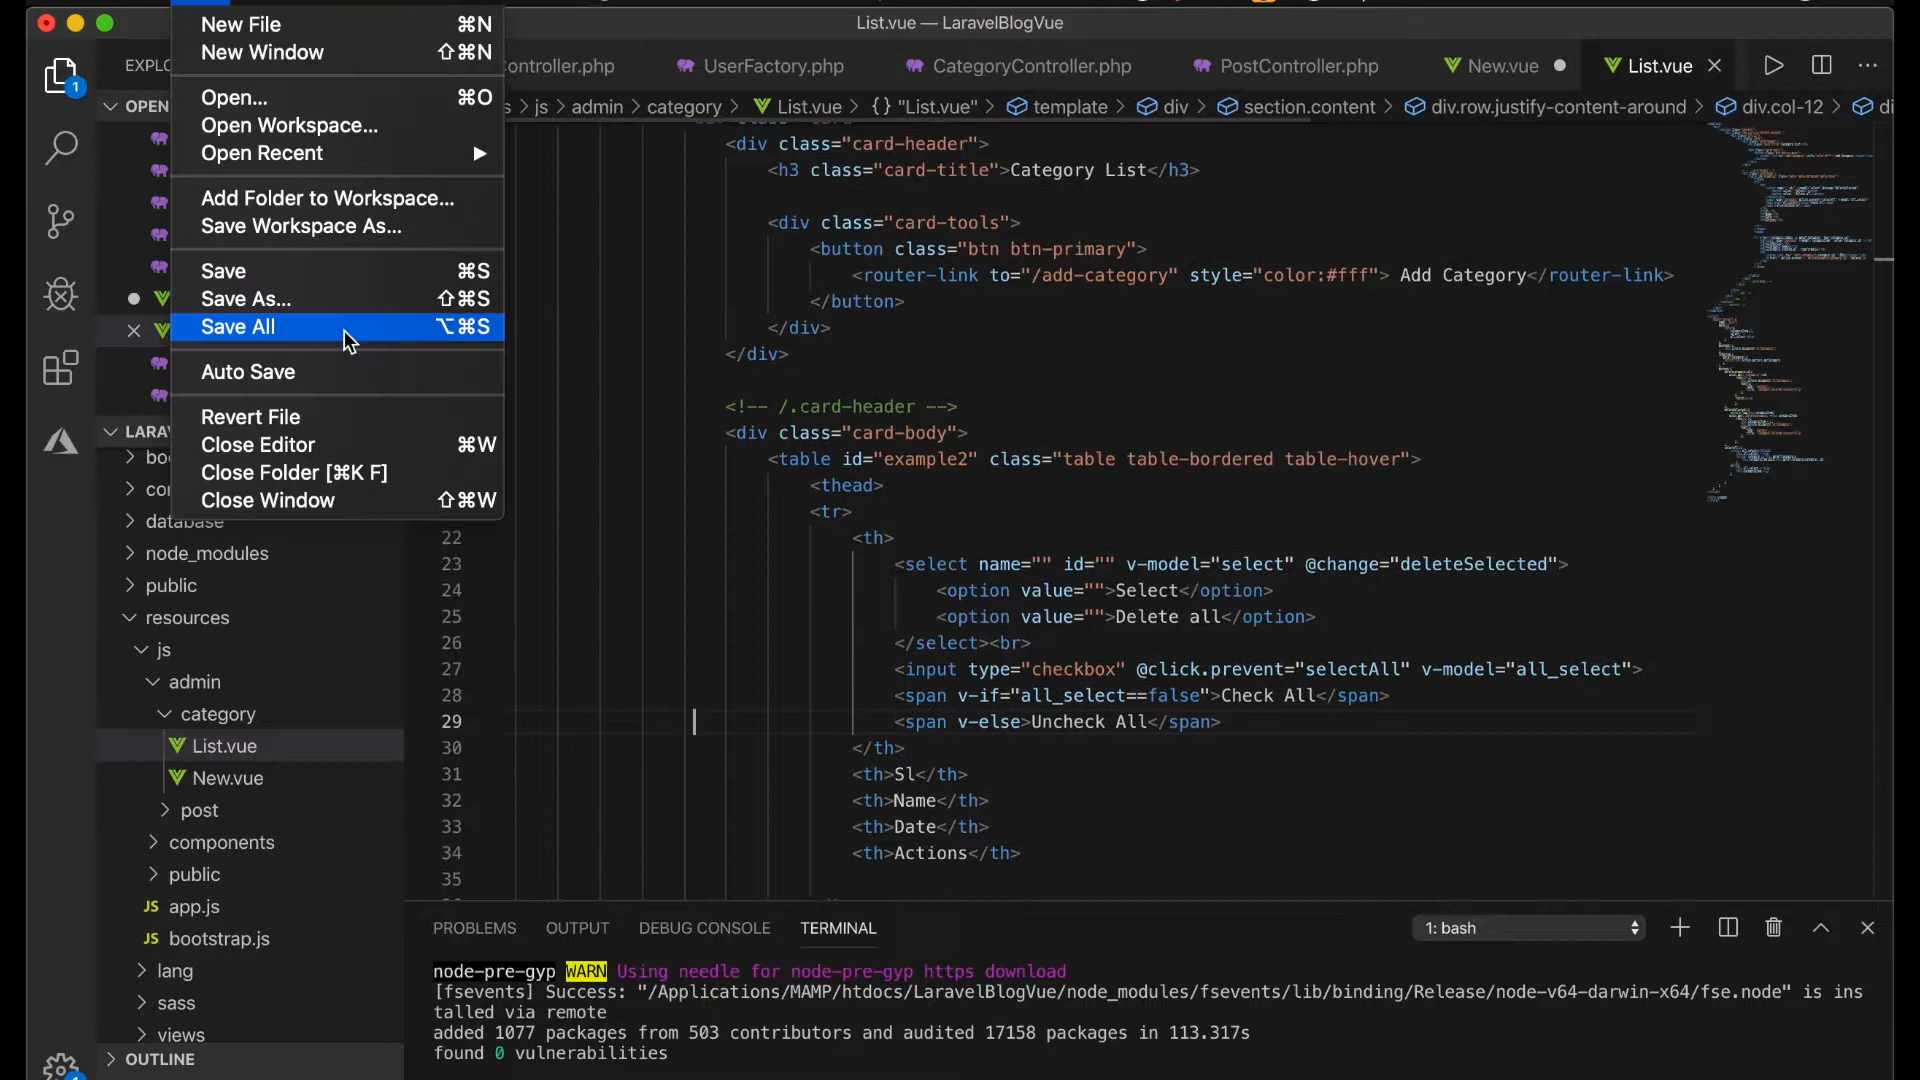 List.vue — LaravelBlogVue
New File ⌘N
New Window ⇧⌘N
Open... ⌘O
Open Workspace...
Open Recent ▶
Add Folder to Workspace...
Save Workspace As...
Save ⌘S
Save As... ⇧⌘S
Save All ⌥⌘S
Auto Save
Revert File
Close Editor ⌘W
Close Folder [⌘K F]
Close Window ⇧⌘W
EXPLO
1
OPEN
LARA
boo
con
database
node_modules
public
resources
js
admin
category
List.vue
New.vue
post
components
public
JS app.js
JS bootstrap.js
lang
sass
views
OUTLINE
ontroller.php UserFactory.php CategoryController.php PostController.php New.vue List.vue
s > js > admin > category > List.vue > {} "List.vue" > template > div > section.content > div.row.justify-content-around > div.col-12 > di
<div class="card-header">
<h3 class="card-title">Category List</h3>
<div class="card-tools">
<button class="btn btn-primary">
<router-link to="/add-category" style="color:#fff"> Add Category</router-link>
</button>
</div>
</div>
<!-- /.card-header -->
<div class="card-body">
<table id="example2" class="table table-bordered table-hover">
<thead>
<tr>
22 <th>
23 <select name="" id="" v-model="select" @change="deleteSelected">
24 <option value="">Select</option>
25 <option value="">Delete all</option>
26 </select><br>
27 <input type="checkbox" @click.prevent="selectAll" v-model="all_select">
28 <span v-if="all_select==false">Check All</span>
29 <span v-else>Uncheck All</span>
30 </th>
31 <th>Sl</th>
32 <th>Name</th>
33 <th>Date</th>
34 <th>Actions</th>
35
PROBLEMS OUTPUT DEBUG CONSOLE TERMINAL 1: bash
node-pre-gyp WARN Using needle for node-pre-gyp https download
[fsevents] Success: "/Applications/MAMP/htdocs/LaravelBlogVue/node_modules/fsevents/lib/binding/Release/node-v64-darwin-x64/fse.node" is ins
talled via remote
added 1077 packages from 503 contributors and audited 17158 packages in 113.317s
found 0 vulnerabilities